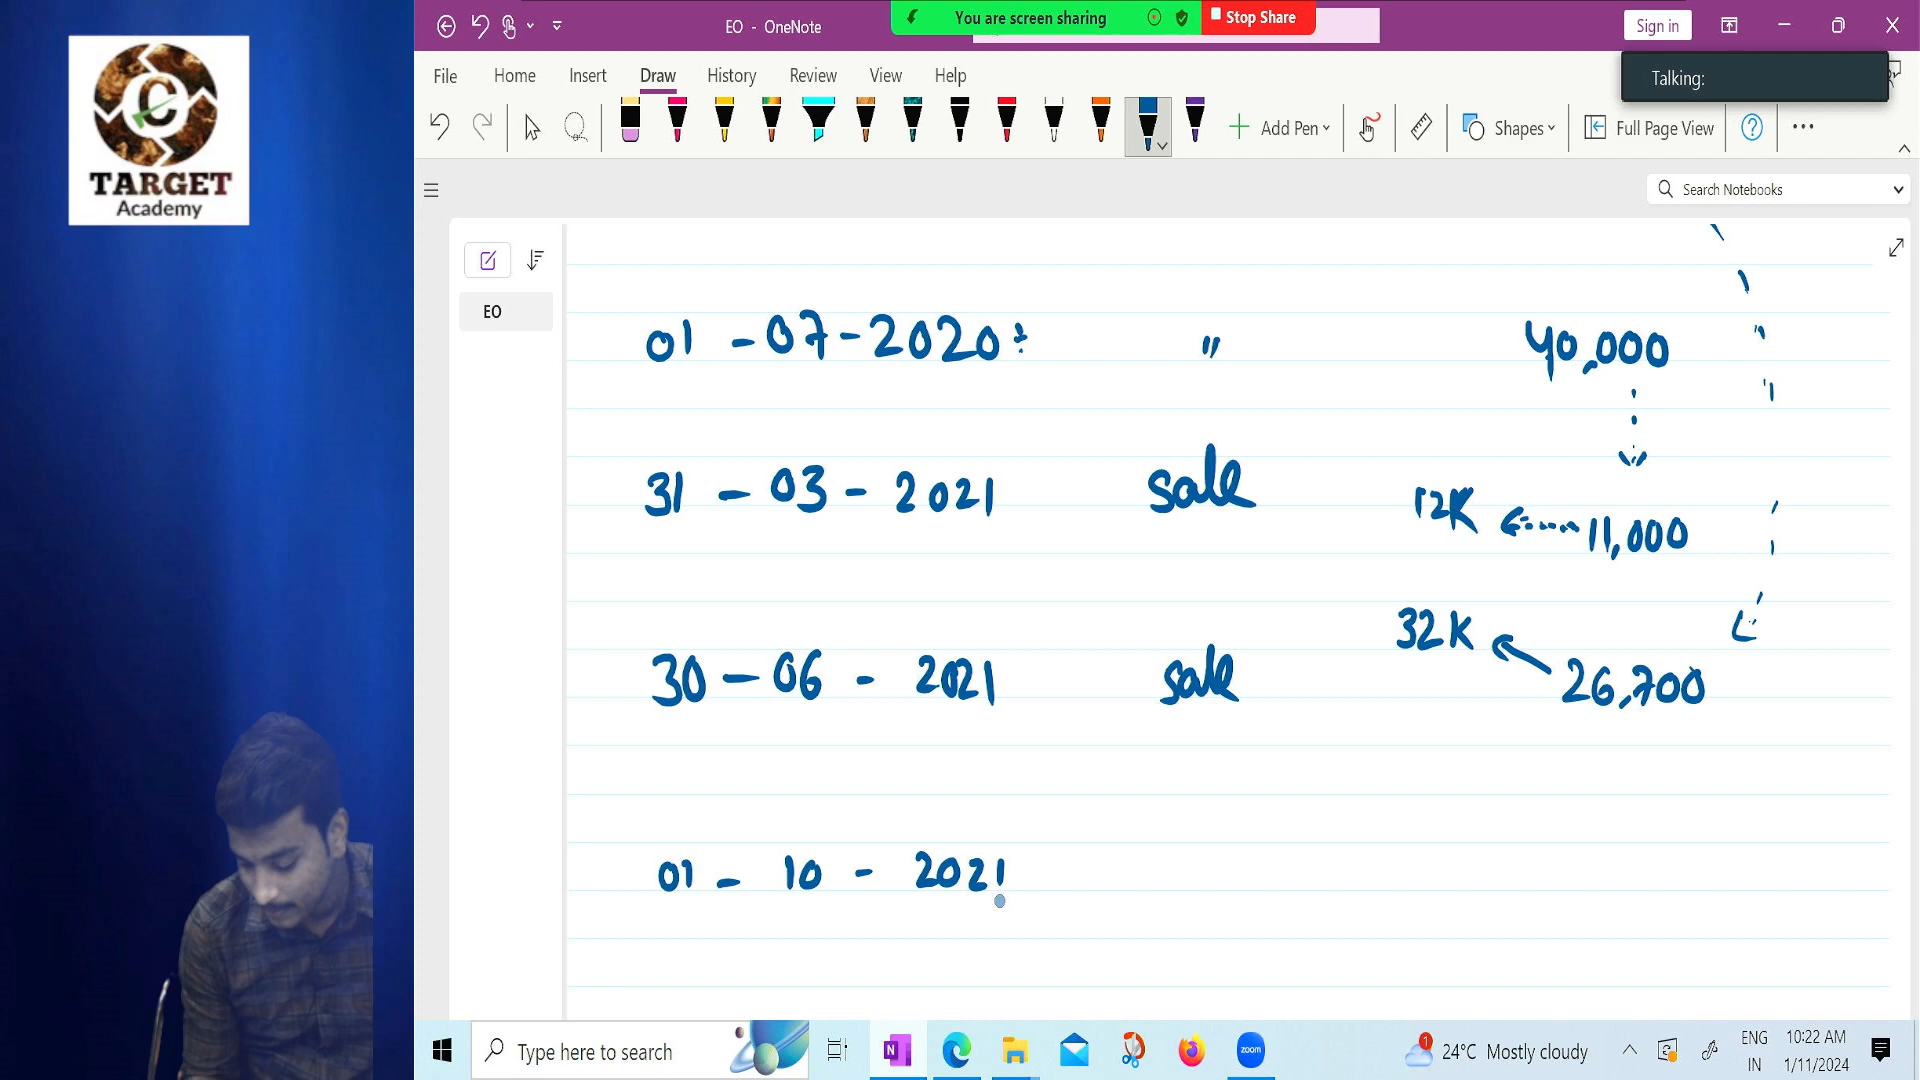 TARGET
Academy
EO - OneNote
You are screen sharing
Stop Share
Sign in
Talking:
File Home Insert Draw History Review View Help
Add Pen
Shapes
Full Page View
Search Notebooks
EO
01 - 07 - 2020 : " 40,000
31 - 03 - 2021 sale 12K 11,000
32K
30 - 06 - 2021 sale 26,700
01 - 10 - 2021
Type here to search
zoom
1
24°C Mostly cloudy
ENG
IN
10:22 AM
1/11/2024